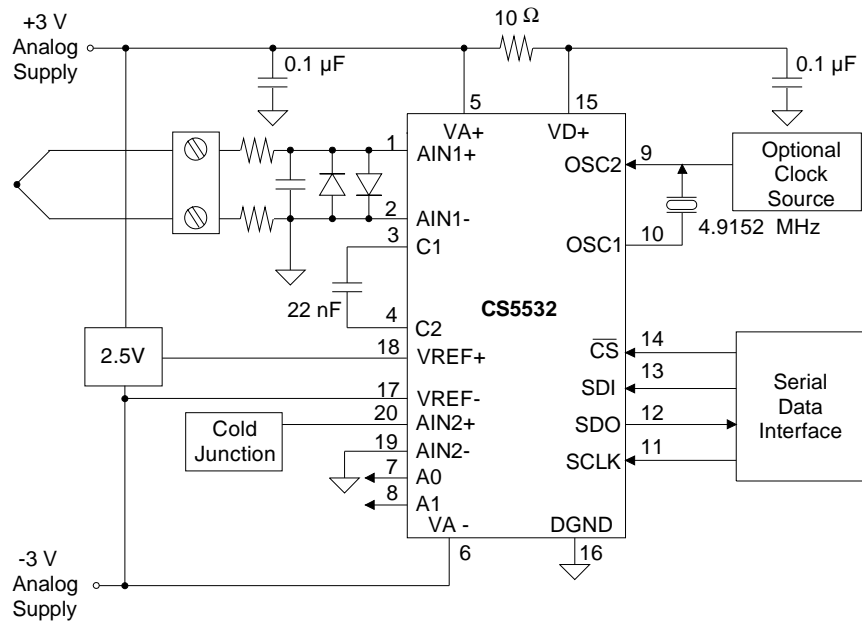 +3 V
Analog
Supply
10 Ω
0.1 µF
0.1 µF
5
15
VA+
VD+
1
AIN1+
OSC2
9
Optional
Clock
Source
2
AIN1-
3
C1
OSC1
10
4.9152 MHz
22 nF
CS5532
4
C2
2.5V
18
VREF+
CS
14
17
VREF-
SDI
13
Serial
Data
Interface
Cold
Junction
20
AIN2+
SDO
12
19
AIN2-
SCLK
11
7
A0
8
A1
VA -
DGND
6
16
-3 V
Analog
Supply